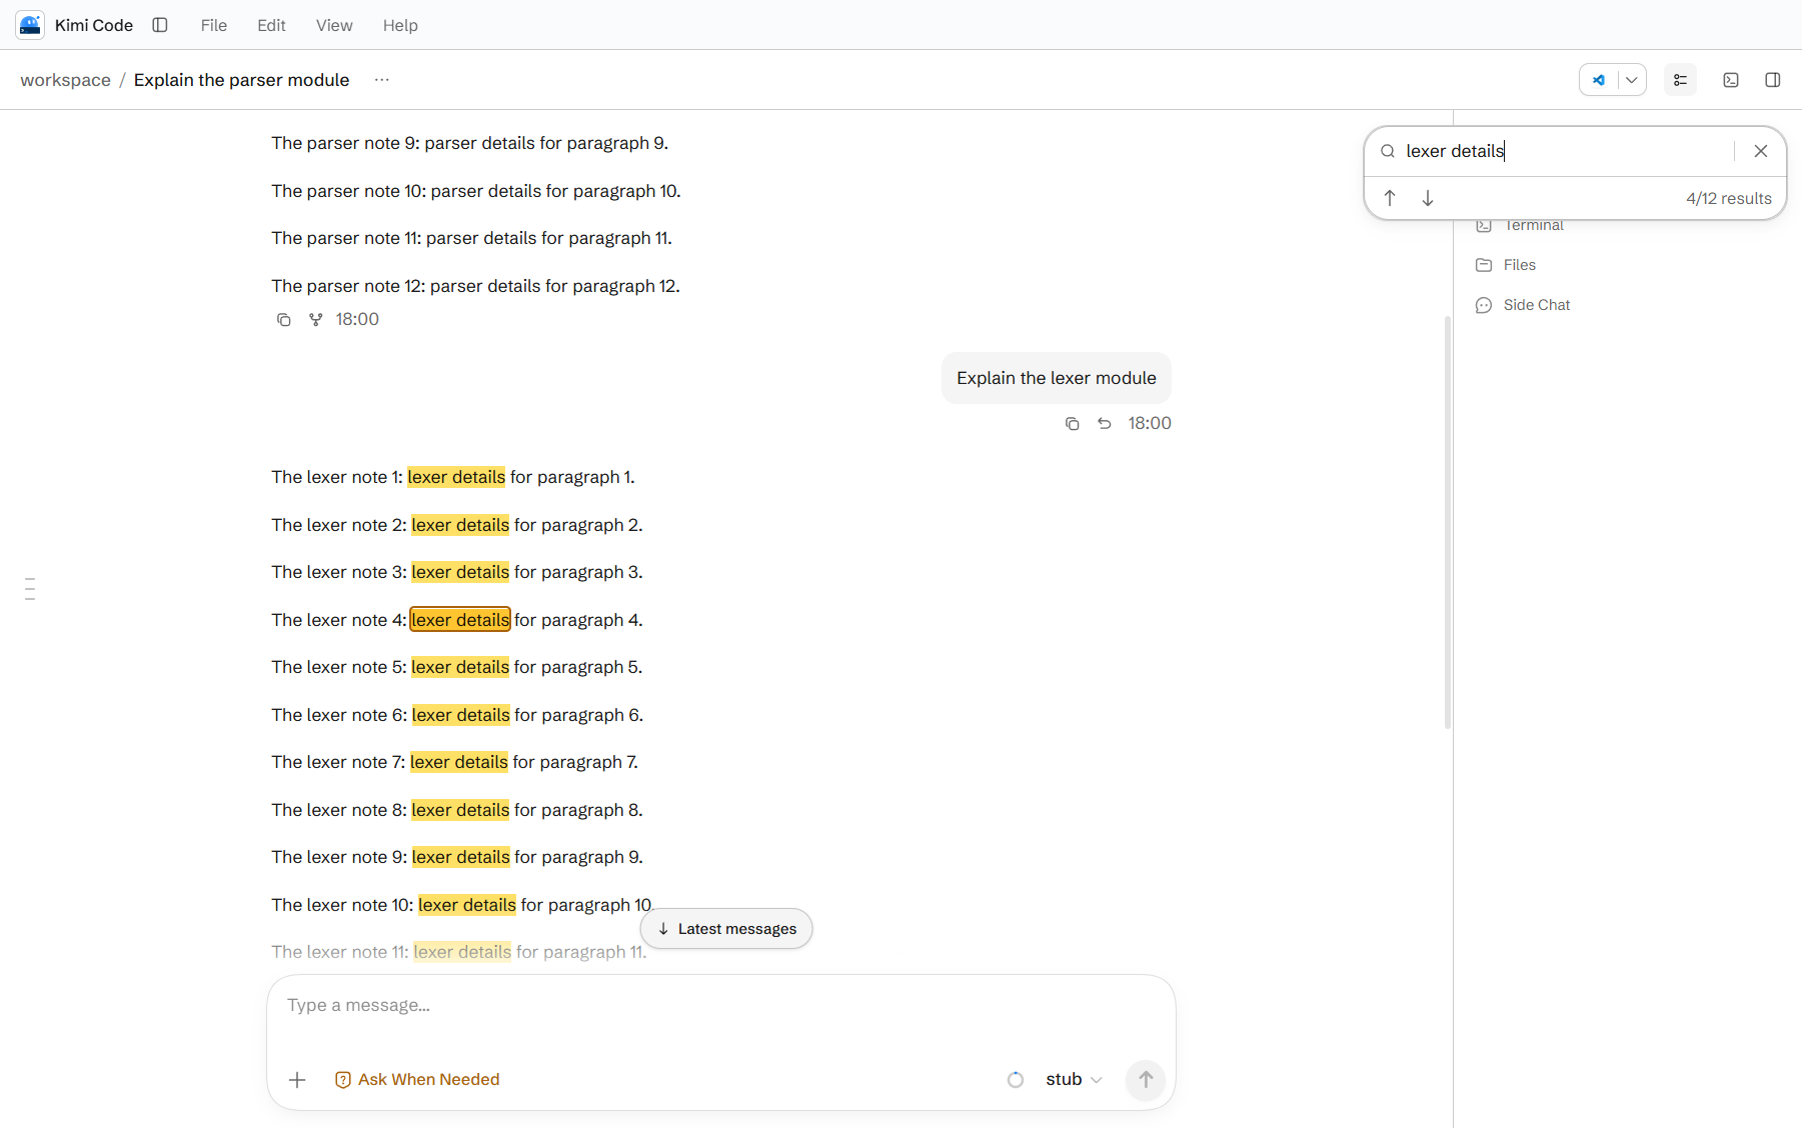 Kimi Code File Edit View Help
workspace / Explain the parser module ...
The parser note 9: parser details for paragraph 9.
The parser note 10: parser details for paragraph 10.
The parser note 11: parser details for paragraph 11.
The parser note 12: parser details for paragraph 12.
18:00
Explain the lexer module
18:00
The lexer note 1: lexer details for paragraph 1.
The lexer note 2: lexer details for paragraph 2.
The lexer note 3: lexer details for paragraph 3.
The lexer note 4: lexer details for paragraph 4.
The lexer note 5: lexer details for paragraph 5.
The lexer note 6: lexer details for paragraph 6.
The lexer note 7: lexer details for paragraph 7.
The lexer note 8: lexer details for paragraph 8.
The lexer note 9: lexer details for paragraph 9.
The lexer note 10: lexer details for paragraph 10.
The lexer note 11: lexer details for paragraph 11.
Latest messages
Type a message...
Ask When Needed
stub
lexer details
4/12 results
Terminal
Files
Side Chat